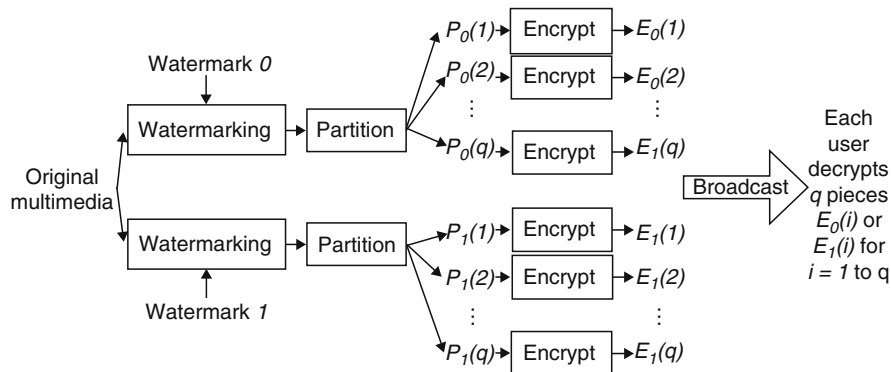 P0(1) Encrypt E0(1)
Watermark 0
P0(2) Encrypt E0(2)
⋮ ⋮
Watermarking Partition
P0(q) Encrypt E1(q)
Original
multimedia
Broadcast
Each
user
decrypts
q pieces
E0(i) or
E1(i) for
i = 1 to q
Watermarking Partition
P1(1) Encrypt E1(1)
P1(2) Encrypt E1(2)
Watermark 1
⋮ ⋮
P1(q) Encrypt E1(q)